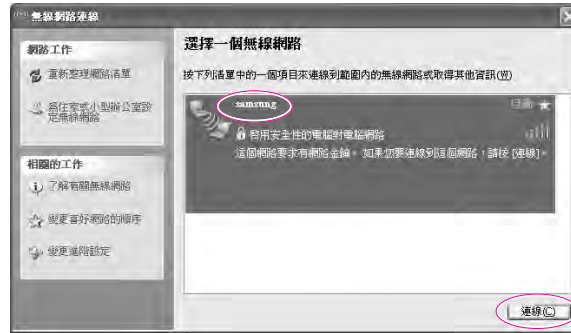 無線網路連線
網路工作
重新整理網路清單
為住家或小型辦公室設
定無線網路
相關的工作
了解有關無線網路
變更喜好網路的順序
變更進階設定
選擇一個無線網路
按下列清單中的一個項目來連線到範圍內的無線網路或取得其他資訊(W)
samsung
自動
啟用安全性的電腦對電腦網路
這個網路要求有網路金鑰。如果您要連線到這個網路，請按 [連線]。
連線(C)